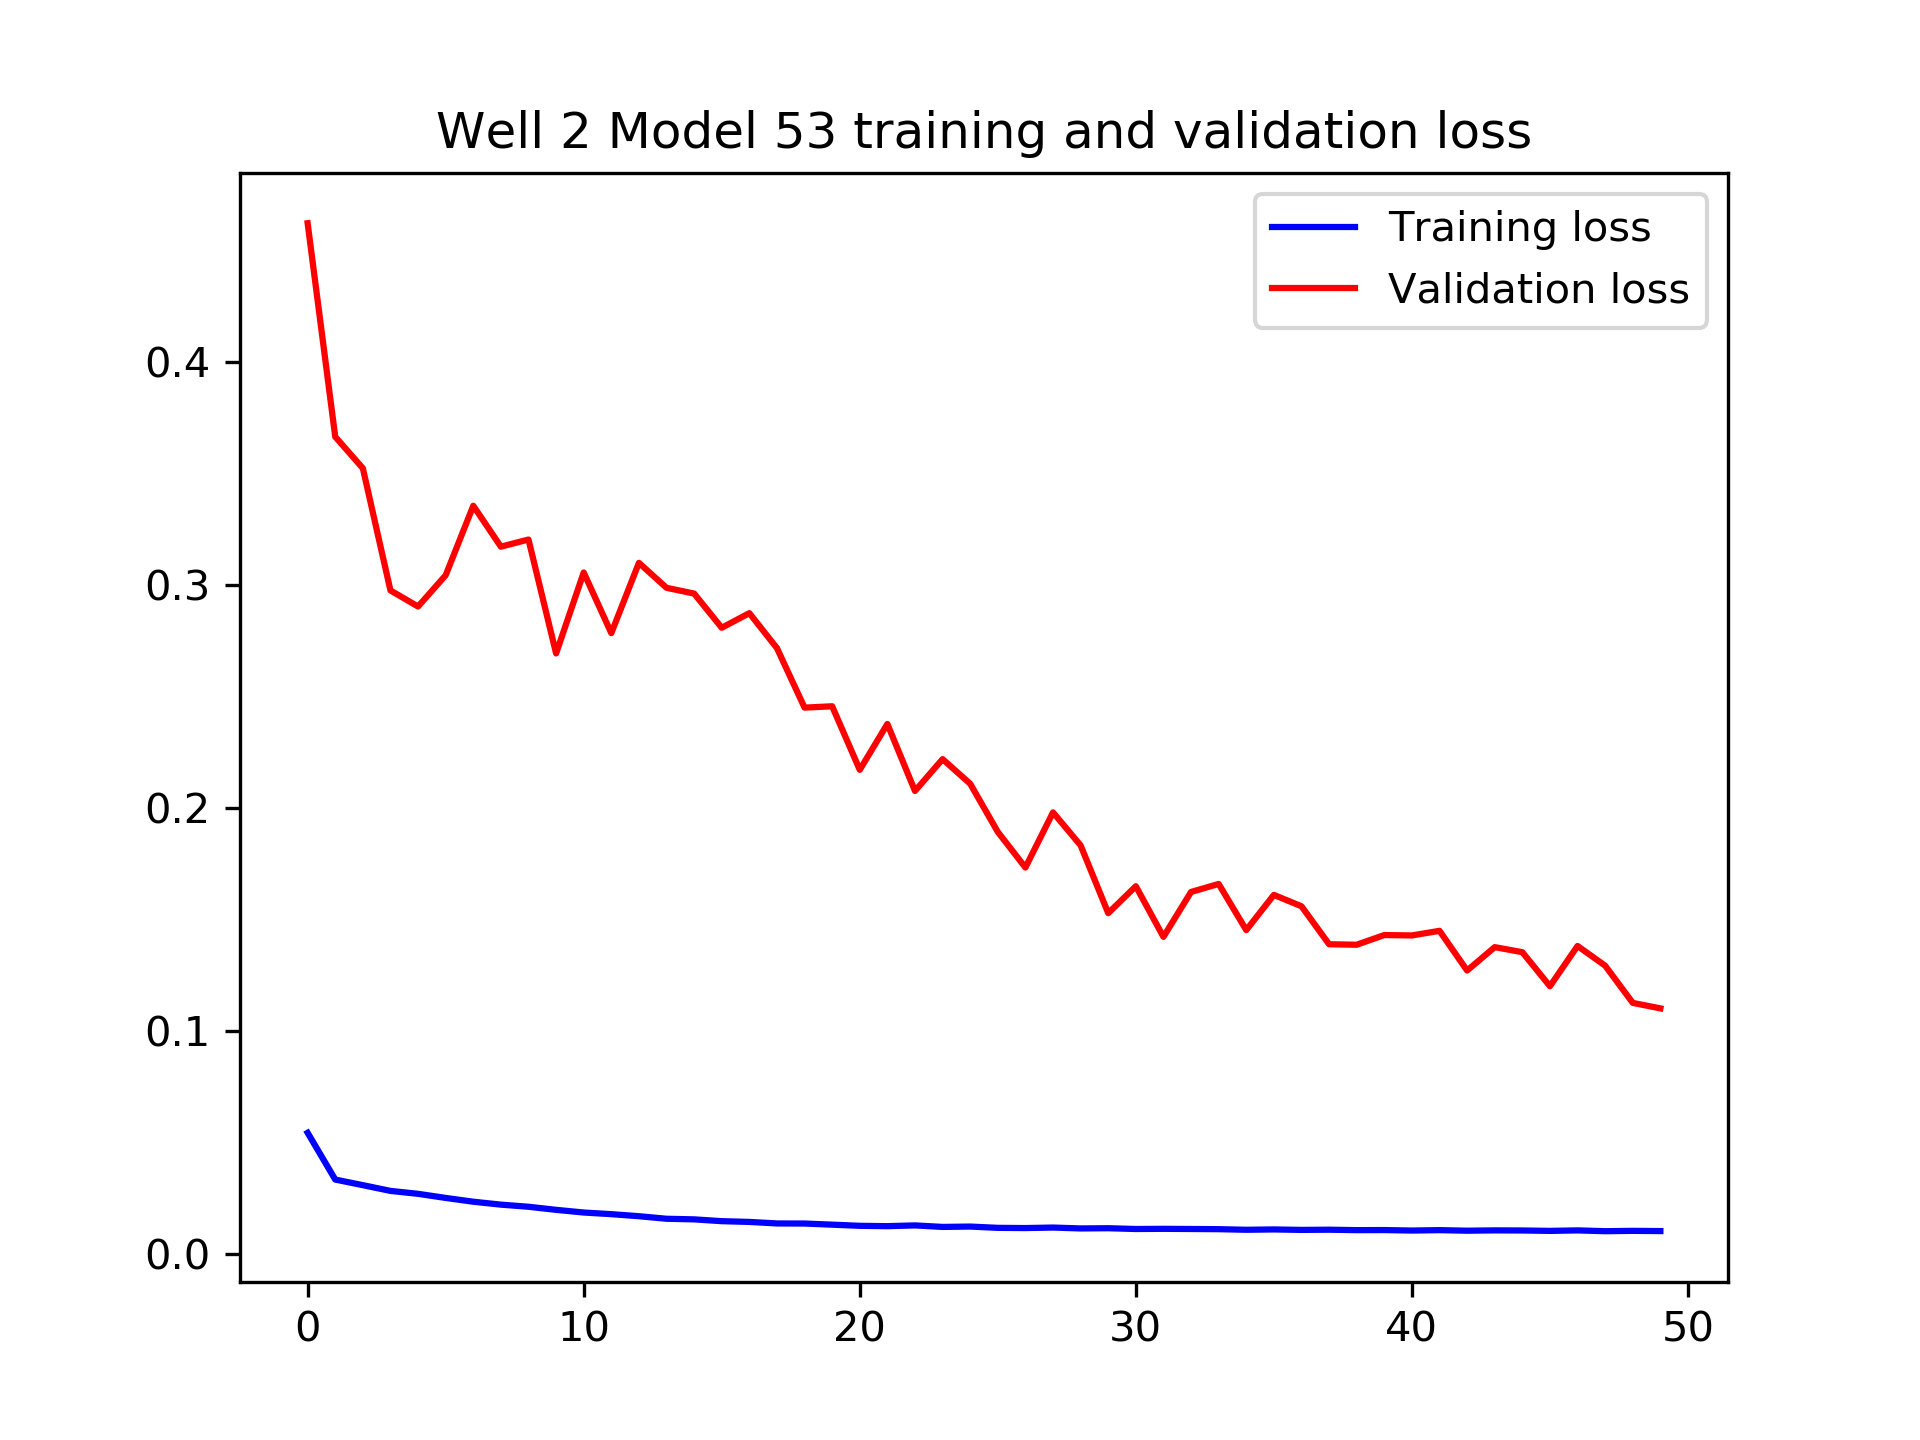 Well 2 Model 53 training and validation loss
Training loss
Validation loss
0.4
0.3
0.2
0.1
0.0
0 10 20 30 40 50